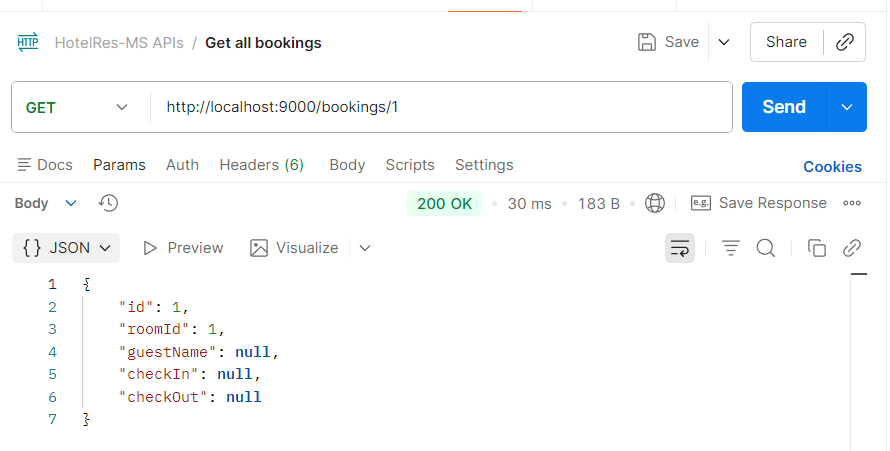 HTTP HotelRes-MS APIs / Get all bookings Save Share
GET http://localhost:9000/bookings/1 Send
Docs Params Auth Headers (6) Body Scripts Settings Cookies
Body 200 OK • 30 ms • 183 B • e.g. Save Response
{} JSON Preview Visualize
1 {
2 "id": 1,
3 "roomId": 1,
4 "guestName": null,
5 "checkIn": null,
6 "checkOut": null
7 }